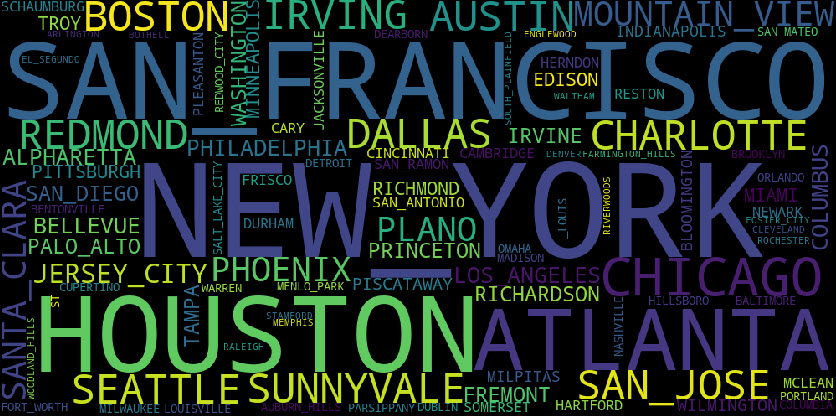 SCHAUMBURG
TROY
BOSTON
IRVING
AUSTIN
MOUNTAIN_VIEW
ARLINGTON
BOTHELL
EL_SEGUNDO
PLEASANTON
REDWOOD_CITY
WASHINGTON
MINNEAPOLIS
JACKSONVILLE
DEARBORN
ENGLEWOOD
INDIANAPOLIS
SAN_MATEO
SAN_FRANCISCO
SOUTH_PLAINFIELD
HERNDON
EDISON
WALTHAM
RESTON
REDMOND
CARY
DALLAS
IRVINE
CHARLOTTE
ALPHARETTA
PHILADELPHIA
CINCINNATI
CAMBRIDGE
DENVER
FARMINGTON_HILLS
BROOKLYN
COLUMBUS
PITTSBURGH
DETROIT
SAN_RAMON
SAN_DIEGO
SALT_LAKE_CITY
FRISCO
RICHMOND
SAN_ANTONIO
NEW_YORK
ST
_LOUIS
RIVERWOODS
BLOOMINGTON
ORLANDO
MIAMI
SANTA_CLARA
BENTONVILLE
BELLEVUE
DURHAM
PLANO
NEWARK
FOSTER_CITY
CLEVELAND
ROCHESTER
PALO_ALTO
PRINCETON
OMAHA
MADISON
JERSEY_CITY
PHOENIX
LOS_ANGELES
CHICAGO
CUPERTINO
WARREN
MENLO_PARK
PISCATAWAY
RICHARDSON
HILLSBORO
BALTIMORE
HOUSTON
TAMPA
STAMFORD
MEMPHIS
RALEIGH
ATLANTA
NASHVILLE
WOODLAND_HILLS
SEATTLE
SUNNYVALE
MILPITAS
FREMONT
SAN_JOSE
MCLEAN
PORTLAND
FORT_WORTH
MILWAUKEE
LOUISVILLE
AUBURN_HILLS
PARSIPPANY
DUBLIN
SOMERSET
HARTFORD
WILMINGTON
COLUMBIA